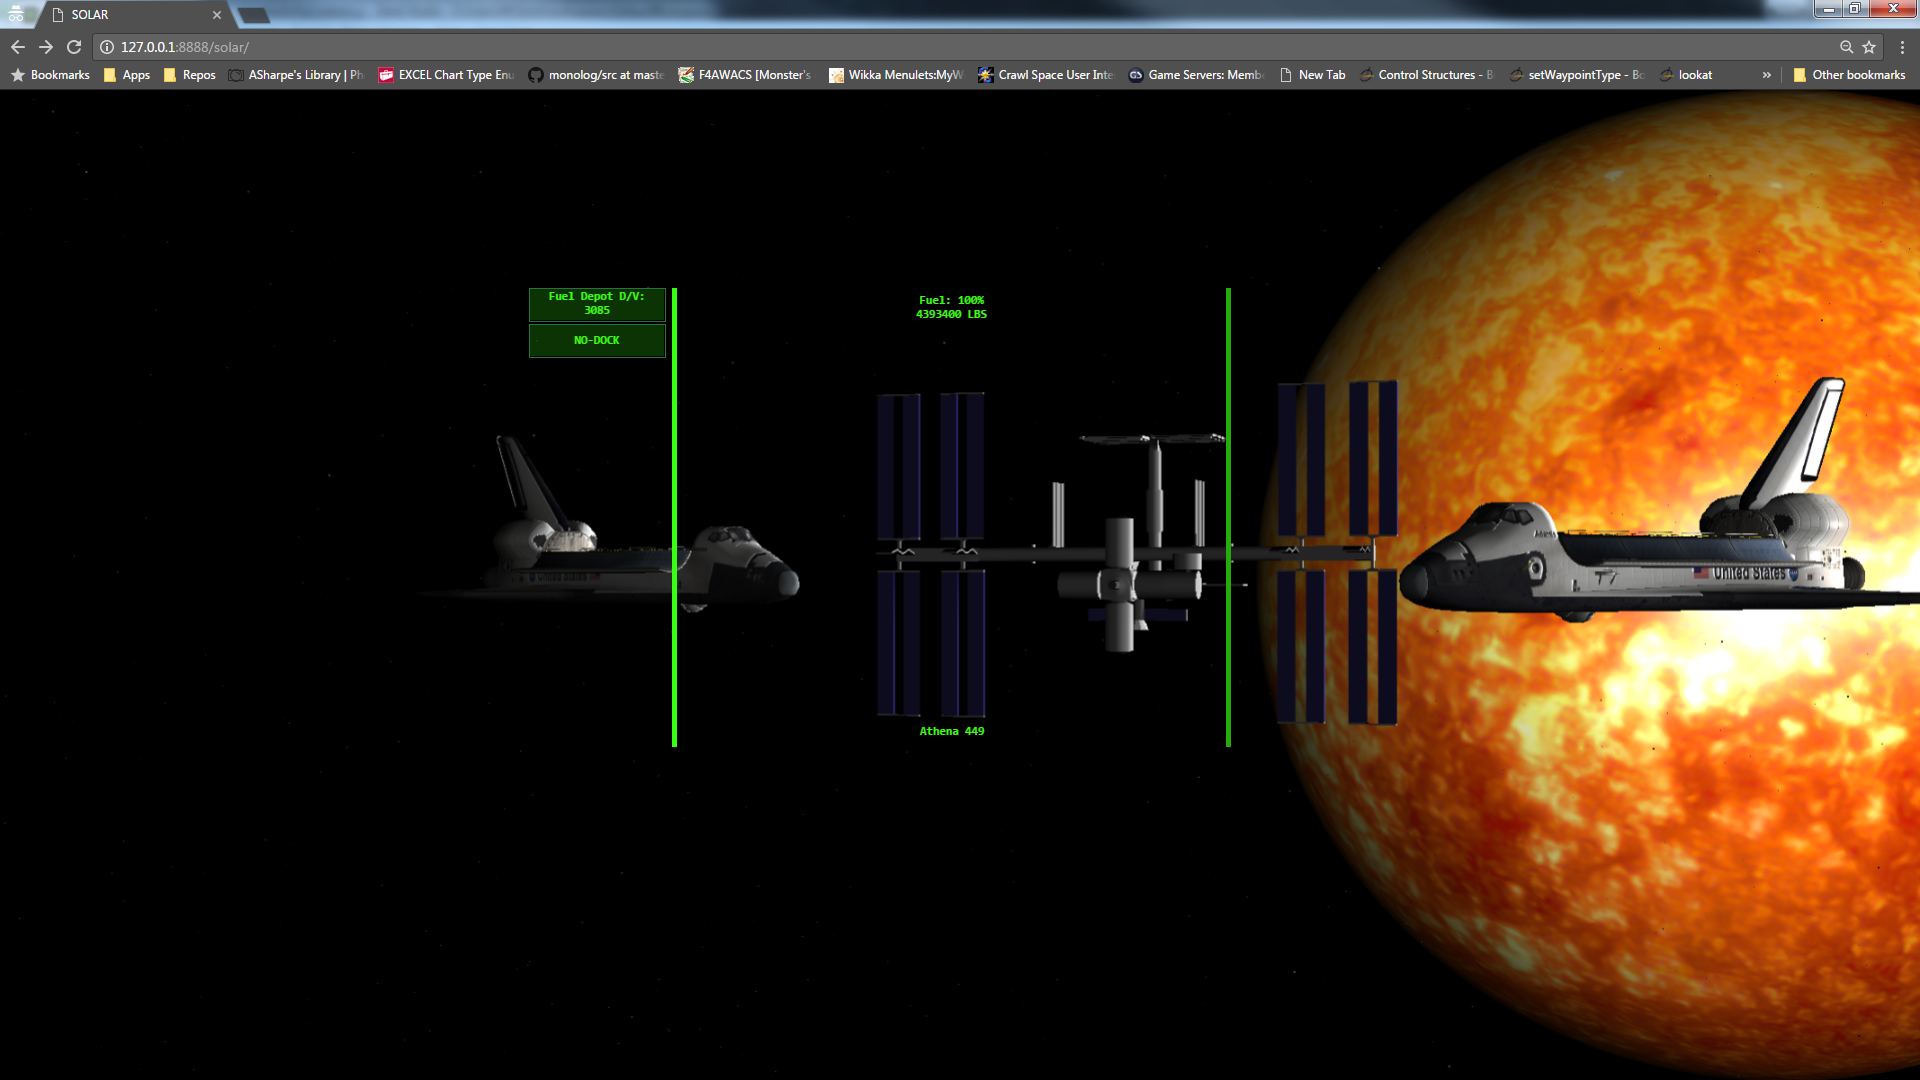 SOLAR
127.0.0.1:8888/solar/
Bookmarks Apps Repos ASharpe's Library | Ph EXCEL Chart Type Enu monolog/src at maste F4AWACS [Monster's Wikka Menulets:MyW Crawl Space User Inte Game Servers: Membe New Tab Control Structures - B setWaypointType - Bo lookat » Other bookmarks
Fuel Depot D/V:
3085
NO-DOCK
Fuel: 100%
4393400 LBS
United States
Athena 449